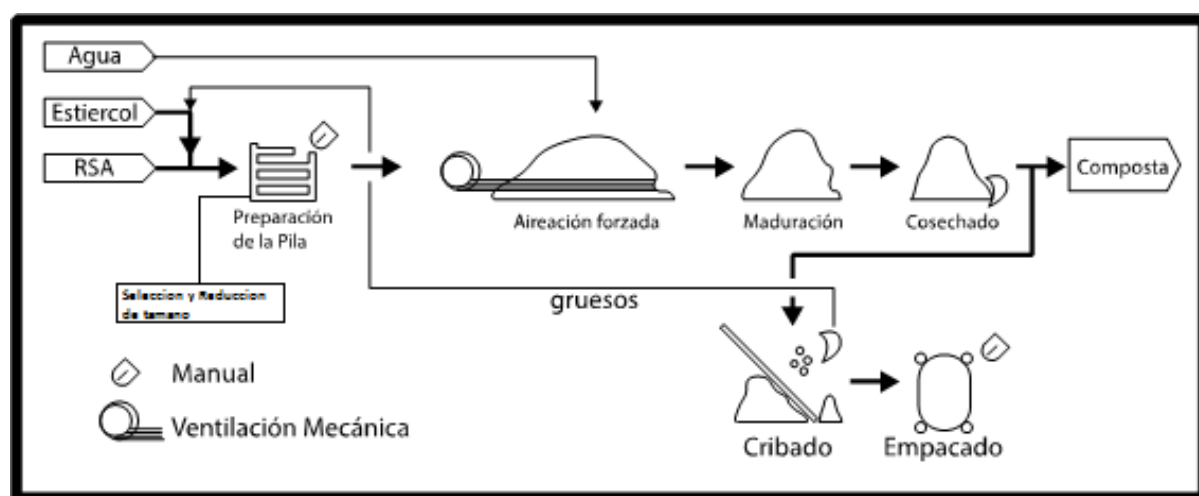 Agua
Estiercol
RSA
Preparación
de la Pila
Aireación forzada
Maduración
Cosechado
Composta
Seleccion y Reduccion
de tamano
gruesos
Manual
Ventilación Mecánica
Cribado
Empacado